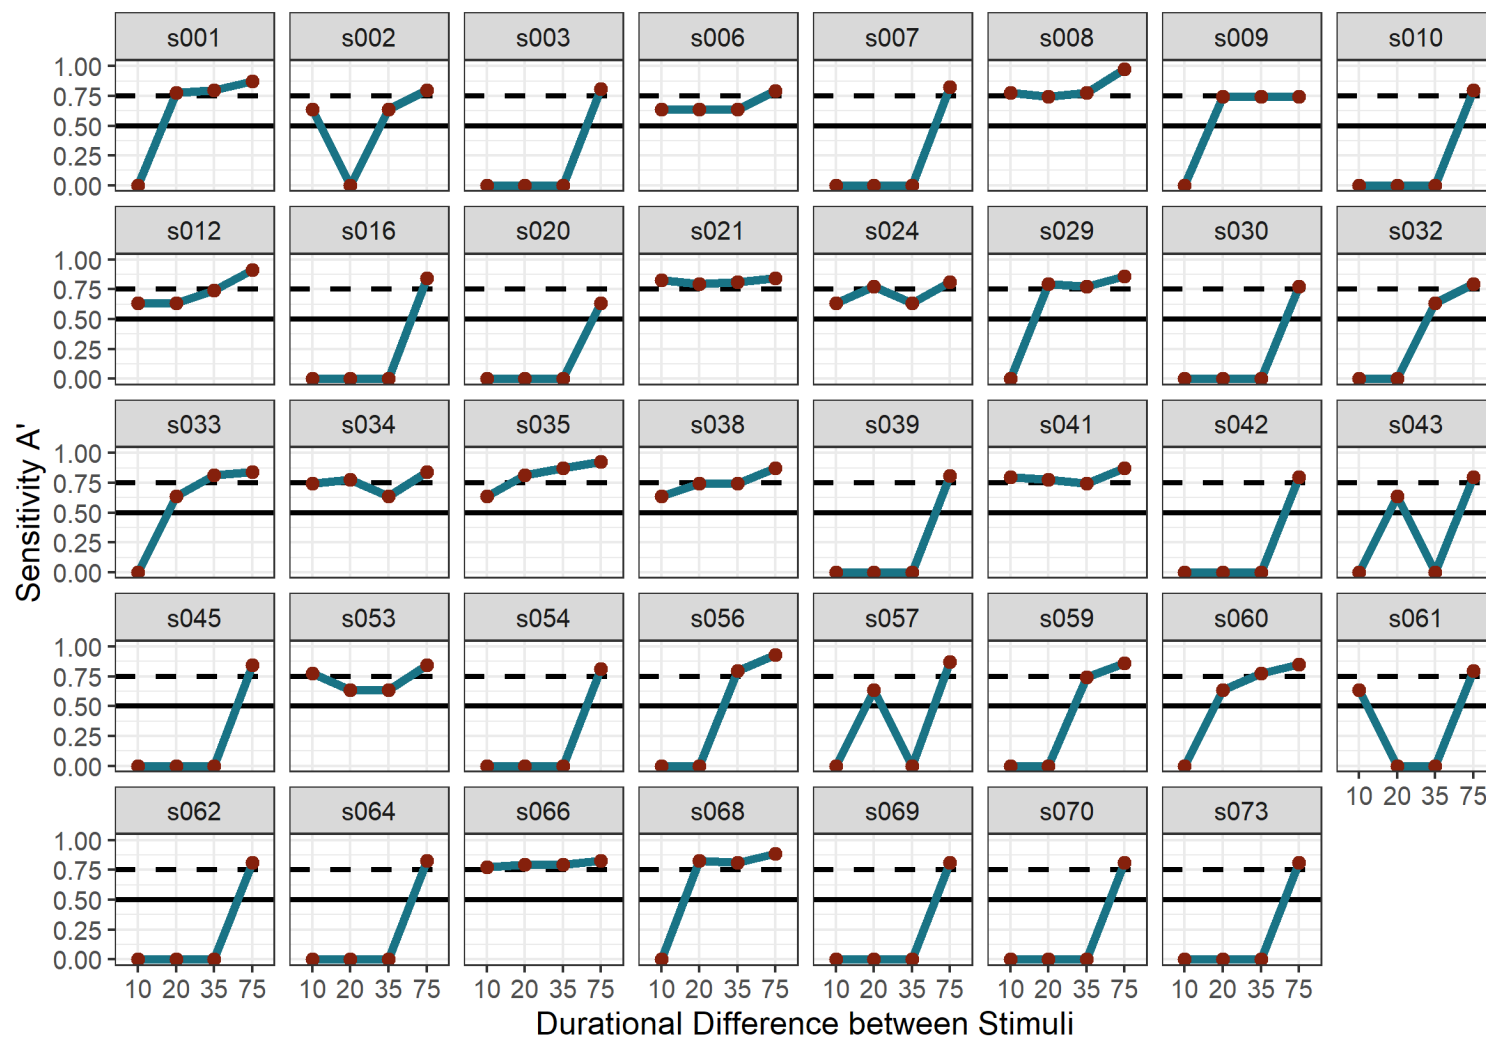 s001 s002 s003 s006 s007 s008 s009 s010
1.00
0.75
0.50
0.25
0.00
s012 s016 s020 s021 s024 s029 s030 s032
1.00
0.75
0.50
0.25
0.00
s033 s034 s035 s038 s039 s041 s042 s043
1.00
0.75
0.50
0.25
0.00
Sensitivity A'
s045 s053 s054 s056 s057 s059 s060 s061
1.00
0.75
0.50
0.25
0.00
10 20 35 75
s062 s064 s066 s068 s069 s070 s073
1.00
0.75
0.50
0.25
0.00
10 20 35 75 10 20 35 75 10 20 35 75 10 20 35 75 10 20 35 75 10 20 35 75 10 20 35 75
Durational Difference between Stimuli